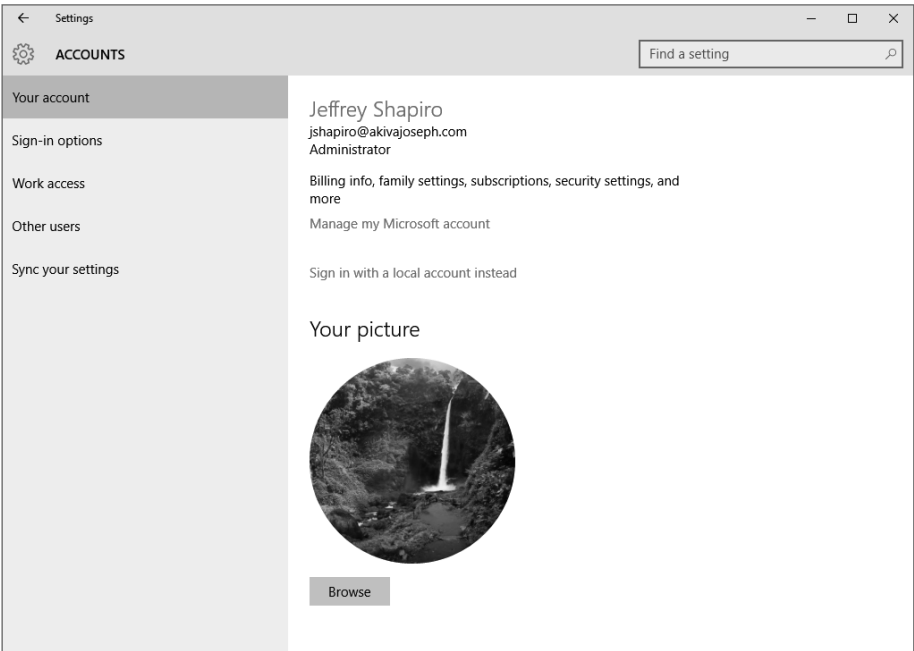 Settings
ACCOUNTS
Find a setting
Your account
Sign-in options
Work access
Other users
Sync your settings
Jeffrey Shapiro
jshapiro@akivajoseph.com
Administrator
Billing info, family settings, subscriptions, security settings, and
more
Manage my Microsoft account
Sign in with a local account instead
Your picture
Browse